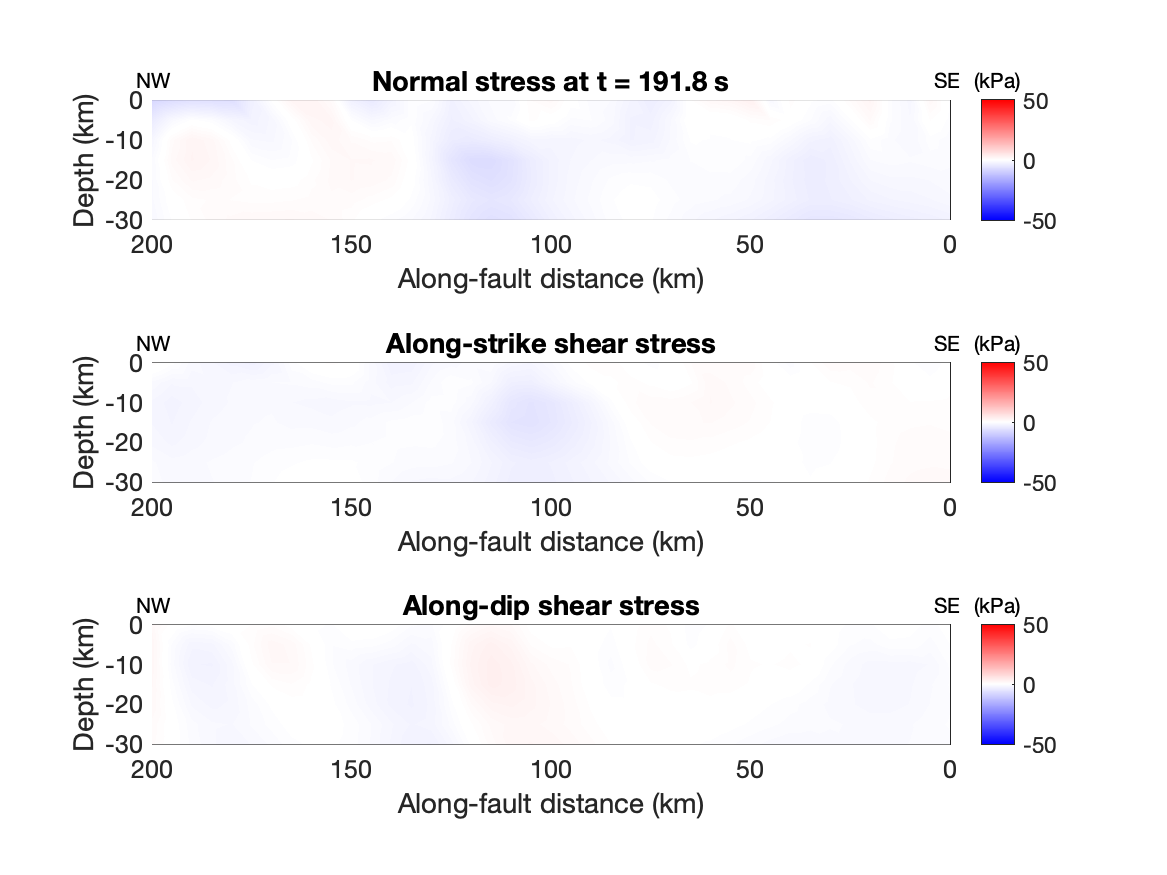 Normal stress at t = 191.8 s
NW
SE
(kPa)
0
-10
-20
-30
Depth (km)
200
150
100
50
0
Along-fault distance (km)
50
0
-50
Along-strike shear stress
NW
SE
(kPa)
0
-10
-20
-30
Depth (km)
200
150
100
50
0
Along-fault distance (km)
50
0
-50
Along-dip shear stress
NW
SE
(kPa)
0
-10
-20
-30
Depth (km)
200
150
100
50
0
Along-fault distance (km)
50
0
-50